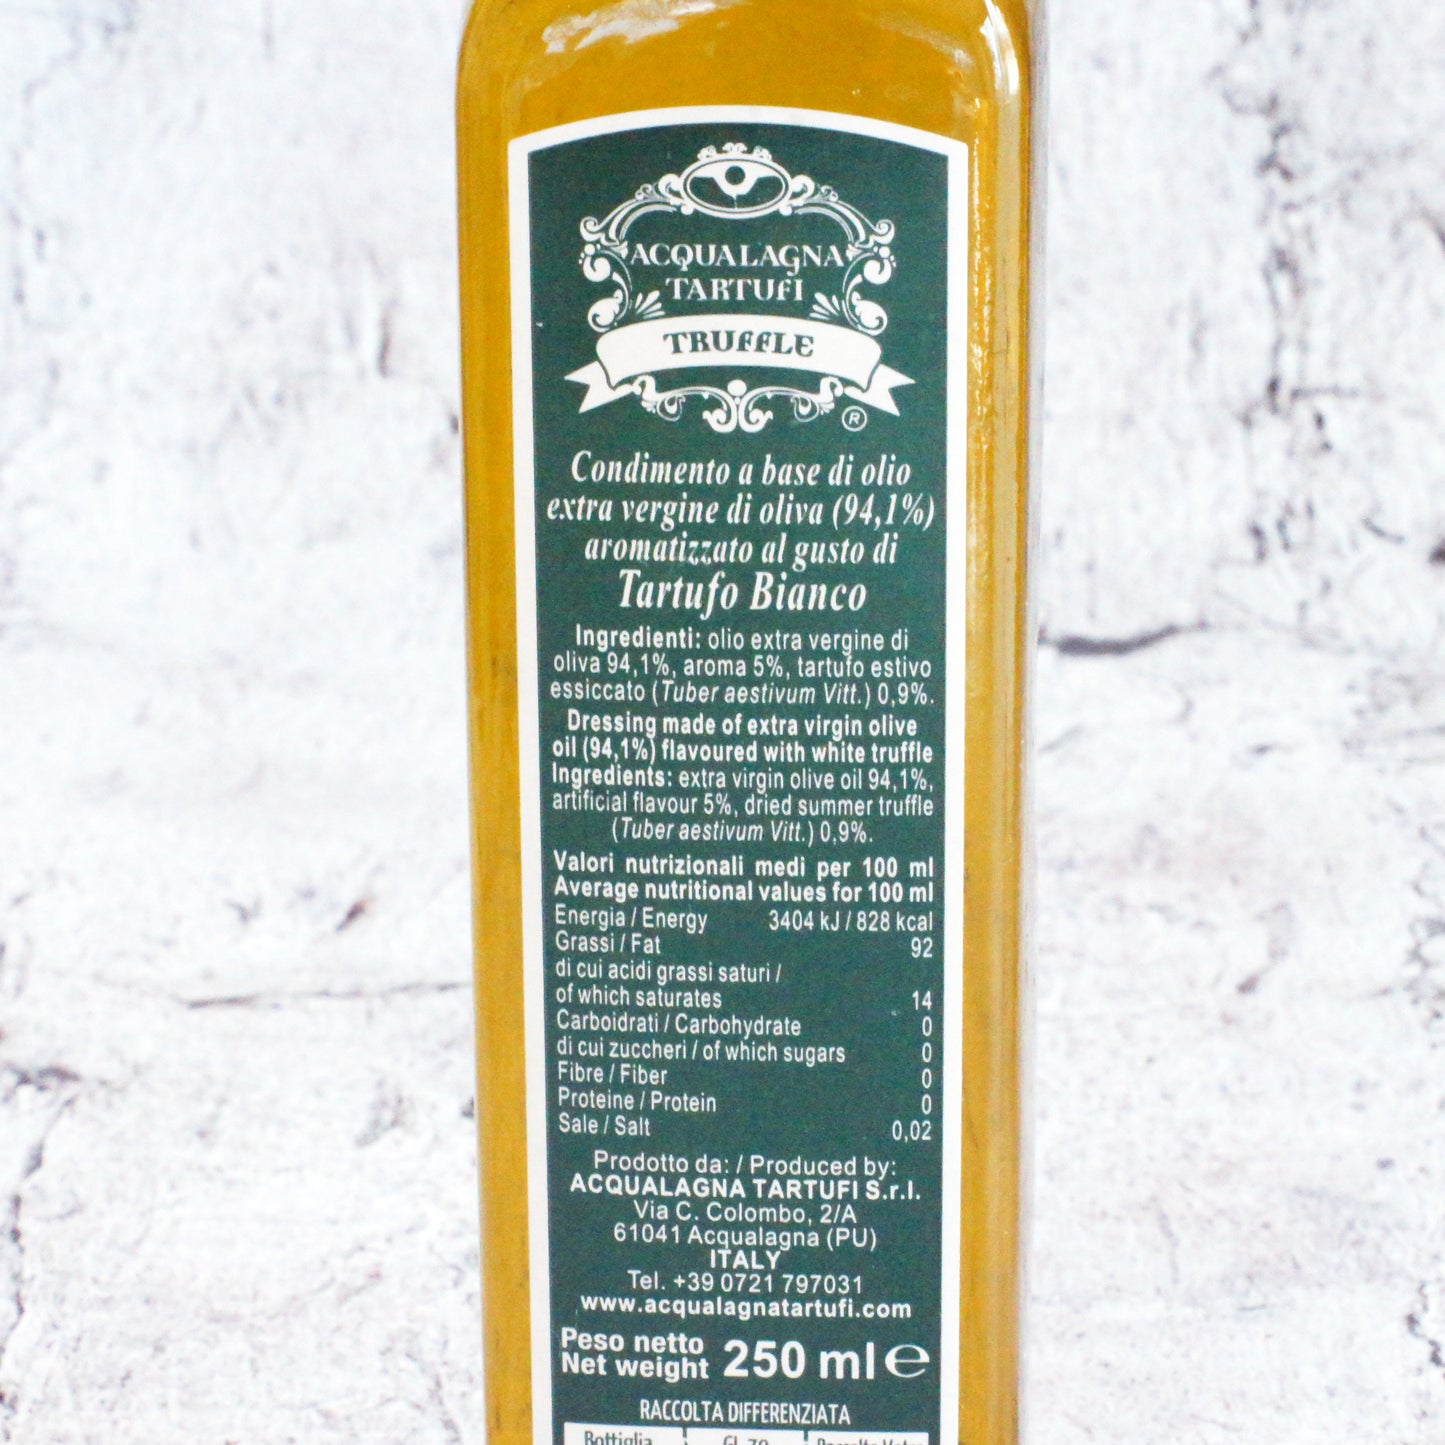 ACQUALAGNA
TARTUFI
TRUFFLE
®
Condimento a base di olio
extra vergine di oliva (94,1%)
aromatizzato al gusto di
Tartufo Bianco
Ingredienti: olio extra vergine di
oliva 94,1%, aroma 5%, tartufo estivo
essiccato (Tuber aestivum Vitt.) 0,9%.
Dressing made of extra virgin olive
oil (94,1%) flavoured with white truffle
Ingredients: extra virgin olive oil 94,1%,
artificial flavour 5%, dried summer truffle
(Tuber aestivum Vitt.) 0,9%.
Valori nutrizionali medi per 100 ml
Average nutritional values for 100 ml
Energia / Energy 3404 kJ / 828 kcal
Grassi / Fat 92
di cui acidi grassi saturi /
of which saturates 14
Carboidrati / Carbohydrate 0
di cui zuccheri / of which sugars 0
Fibre / Fiber 0
Proteine / Protein 0
Sale / Salt 0,02
Prodotto da: / Produced by:
ACQUALAGNA TARTUFI S.r.l.
Via C. Colombo, 2/A
61041 Acqualagna (PU)
ITALY
Tel. +39 0721 797031
www.acqualagnatartufi.com
Peso netto
Net weight 250 ml ℮
RACCOLTA DIFFERENZIATA
Bottiglia GL 70 Raccolta Vetro